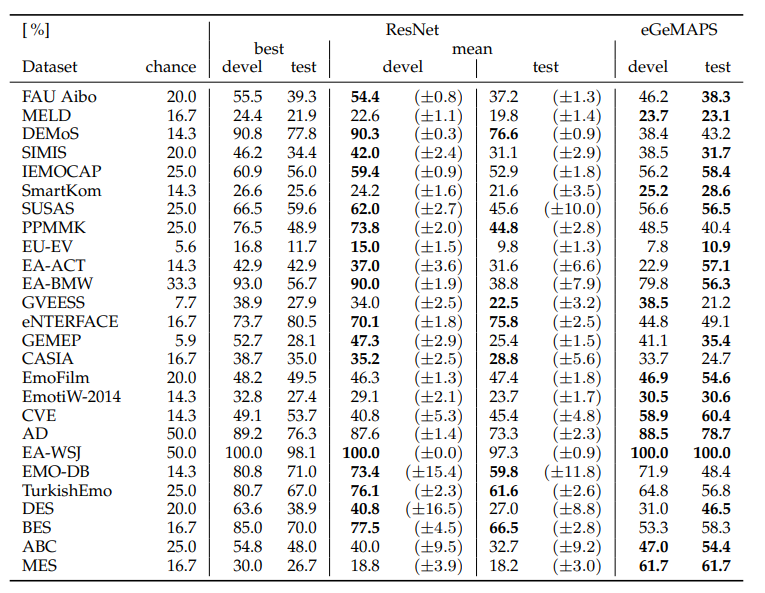 [ %] ResNet eGeMAPS
best mean
Dataset chance devel test devel test devel test
FAU Aibo 20.0 55.5 39.3 54.4 (±0.8) 37.2 (±1.3) 46.2 38.3
MELD 16.7 24.4 21.9 22.6 (±1.1) 19.8 (±1.4) 23.7 23.1
DEMoS 14.3 90.8 77.8 90.3 (±0.3) 76.6 (±0.9) 38.4 43.2
SIMIS 20.0 46.2 34.4 42.0 (±2.4) 31.1 (±2.9) 38.5 31.7
IEMOCAP 25.0 60.9 56.0 59.4 (±0.9) 52.9 (±1.8) 56.2 58.4
SmartKom 14.3 26.6 25.6 24.2 (±1.6) 21.6 (±3.5) 25.2 28.6
SUSAS 25.0 66.5 59.6 62.0 (±2.7) 45.6 (±10.0) 56.6 56.5
PPMMK 25.0 76.5 48.9 73.8 (±2.0) 44.8 (±2.8) 48.5 40.4
EU-EV 5.6 16.8 11.7 15.0 (±1.5) 9.8 (±1.3) 7.8 10.9
EA-ACT 14.3 42.9 42.9 37.0 (±3.6) 31.6 (±6.6) 22.9 57.1
EA-BMW 33.3 93.0 56.7 90.0 (±1.9) 38.8 (±7.9) 79.8 56.3
GVEESS 7.7 38.9 27.9 34.0 (±2.5) 22.5 (±3.2) 38.5 21.2
eNTERFACE 16.7 73.7 80.5 70.1 (±1.8) 75.8 (±2.5) 44.8 49.1
GEMEP 5.9 52.7 28.1 47.3 (±2.9) 25.4 (±1.5) 41.1 35.4
CASIA 16.7 38.7 35.0 35.2 (±2.5) 28.8 (±5.6) 33.7 24.7
EmoFilm 20.0 48.2 49.5 46.3 (±1.3) 47.4 (±1.8) 46.9 54.6
EmotiW-2014 14.3 32.8 27.4 29.1 (±2.1) 23.7 (±1.7) 30.5 30.6
CVE 14.3 49.1 53.7 40.8 (±5.3) 45.4 (±4.8) 58.9 60.4
AD 50.0 89.2 76.3 87.6 (±1.4) 73.3 (±2.3) 88.5 78.7
EA-WSJ 50.0 100.0 98.1 100.0 (±0.0) 97.3 (±0.9) 100.0 100.0
EMO-DB 14.3 80.8 71.0 73.4 (±15.4) 59.8 (±11.8) 71.9 48.4
TurkishEmo 25.0 80.7 67.0 76.1 (±2.3) 61.6 (±2.6) 64.8 56.8
DES 20.0 63.6 38.9 40.8 (±16.5) 27.0 (±8.8) 31.0 46.5
BES 16.7 85.0 70.0 77.5 (±4.5) 66.5 (±2.8) 53.3 58.3
ABC 25.0 54.8 48.0 40.0 (±9.5) 32.7 (±9.2) 47.0 54.4
MES 16.7 30.0 26.7 18.8 (±3.9) 18.2 (±3.0) 61.7 61.7